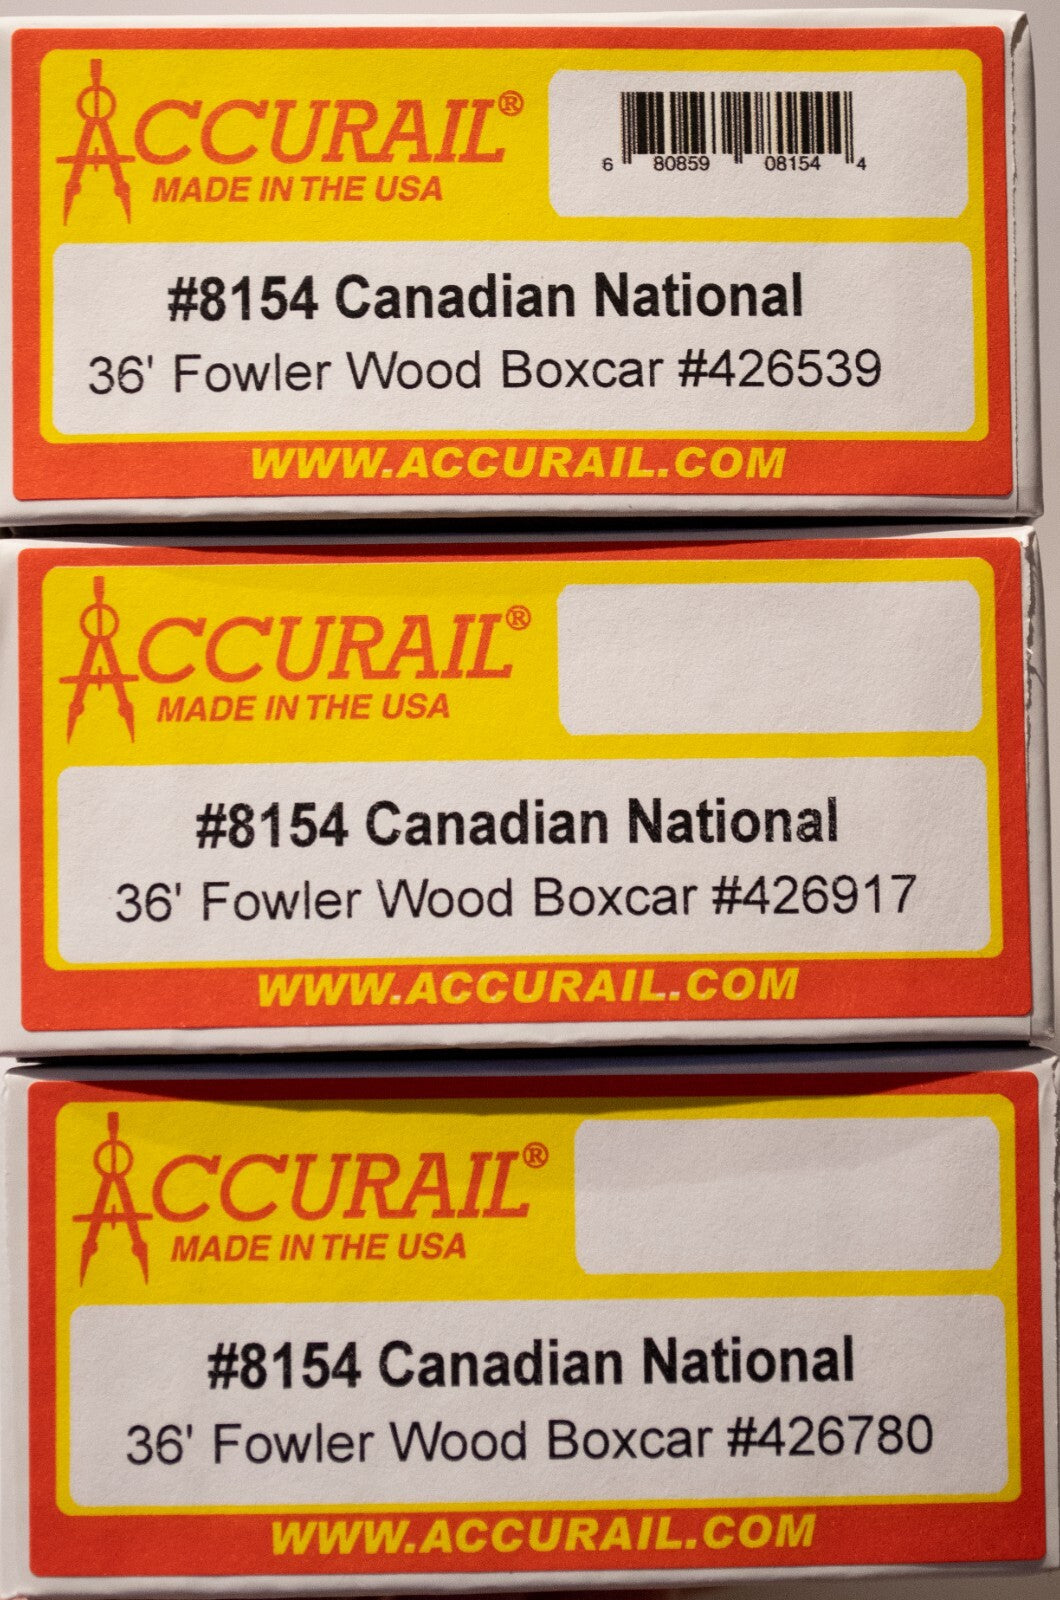 ACCURAIL®
MADE IN THE USA
6 80859 08154 4
#8154 Canadian National
36' Fowler Wood Boxcar #426539
WWW.ACCURAIL.COM
ACCURAIL®
MADE IN THE USA
#8154 Canadian National
36' Fowler Wood Boxcar #426917
WWW.ACCURAIL.COM
ACCURAIL®
MADE IN THE USA
#8154 Canadian National
36' Fowler Wood Boxcar #426780
WWW.ACCURAIL.COM